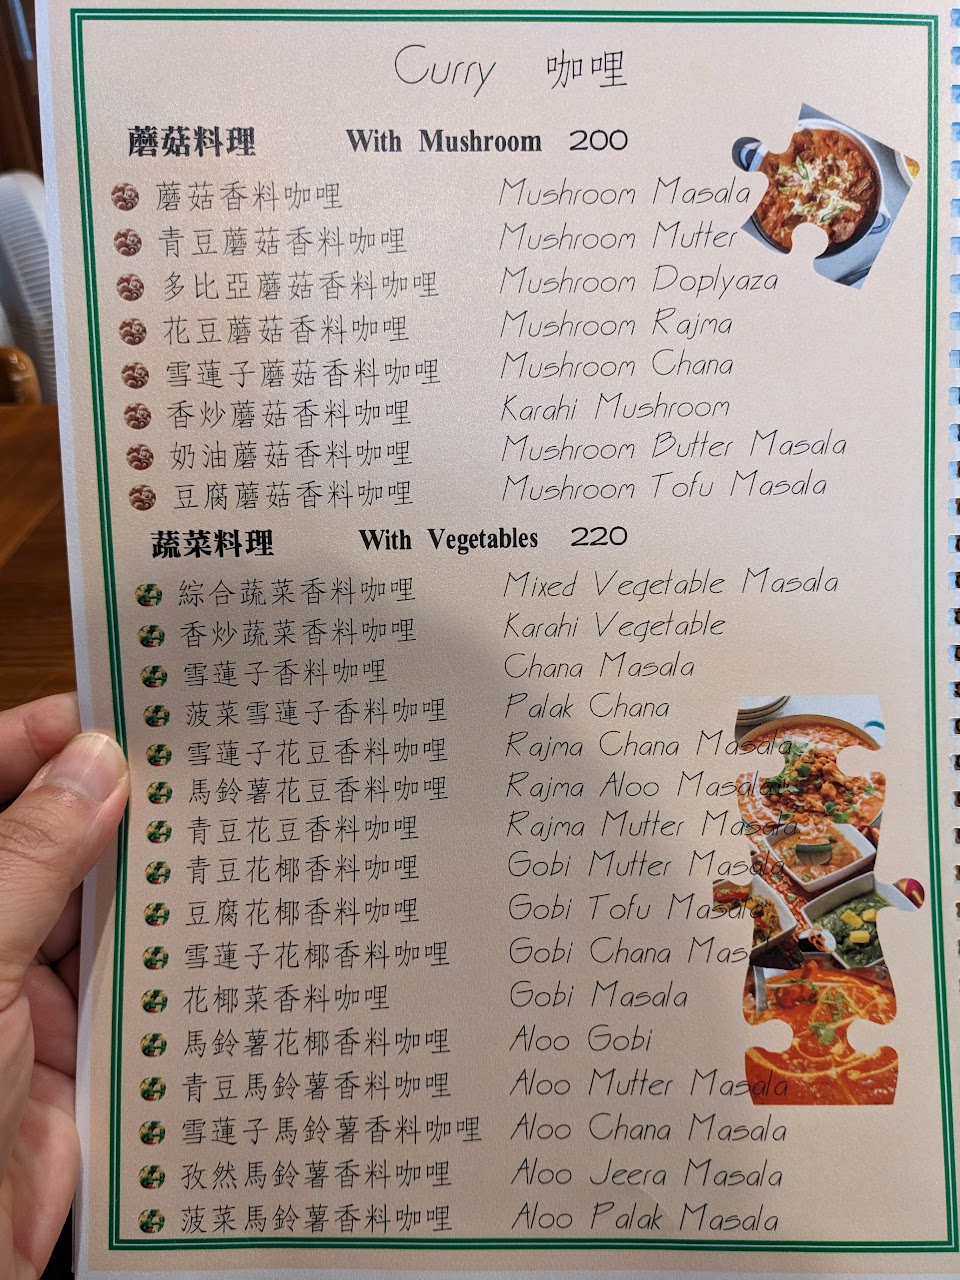 Curry 咖哩
蘑菇料理 With Mushroom 200
蘑菇香料咖哩 Mushroom Masala
青豆蘑菇香料咖哩 Mushroom Mutter
多比亞蘑菇香料咖哩 Mushroom Doplyaza
花豆蘑菇香料咖哩 Mushroom Rajma
雪蓮子蘑菇香料咖哩 Mushroom Chana
香炒蘑菇香料咖哩 Karahi Mushroom
奶油蘑菇香料咖哩 Mushroom Butter Masala
豆腐蘑菇香料咖哩 Mushroom Tofu Masala
蔬菜料理 With Vegetables 220
綜合蔬菜香料咖哩 Mixed Vegetable Masala
香炒蔬菜香料咖哩 Karahi Vegetable
雪蓮子香料咖哩 Chana Masala
菠菜雪蓮子香料咖哩 Palak Chana
雪蓮子花豆香料咖哩 Rajma Chana Masala
馬鈴薯花豆香料咖哩 Rajma Aloo Masala
青豆花豆香料咖哩 Rajma Mutter Masala
青豆花椰香料咖哩 Gobi Mutter Masala
豆腐花椰香料咖哩 Gobi Tofu Masala
雪蓮子花椰香料咖哩 Gobi Chana Masala
花椰菜香料咖哩 Gobi Masala
馬鈴薯花椰香料咖哩 Aloo Gobi
青豆馬鈴薯香料咖哩 Aloo Mutter Masala
雪蓮子馬鈴薯香料咖哩 Aloo Chana Masala
孜然馬鈴薯香料咖哩 Aloo Jeera Masala
菠菜馬鈴薯香料咖哩 Aloo Palak Masala